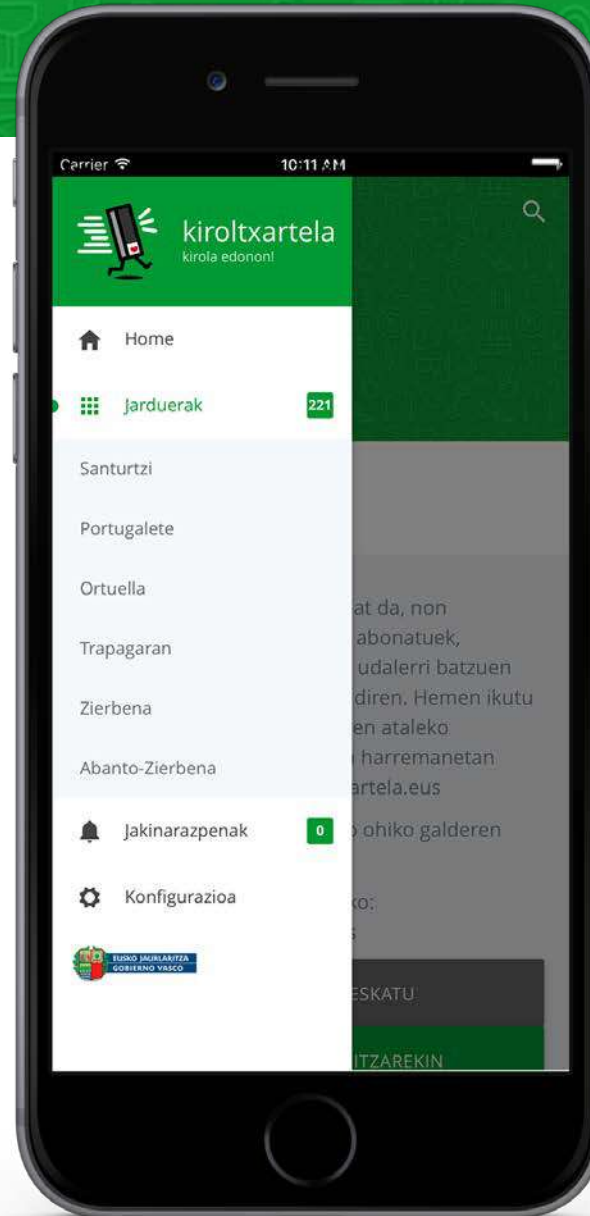 Carrier
10:11 AM
kiroltxartela
kirola edonon!
Home
Jarduerak
221
Santurtzi
Portugalete
Ortuella
Trapagaran
Zierbena
Abanto-Zierbena
Jakinarazpenak
0
Konfigurazioa
EUSKO JAURLARITZA
GOBIERNO VASCO
at da, non
abonatuek,
udalerri batzuen
diren. Hemen ikutu
en ataleko
harremanetan
artela.eus
ohiko galderen
ko:
s
ESKATU
ITZAREKIN